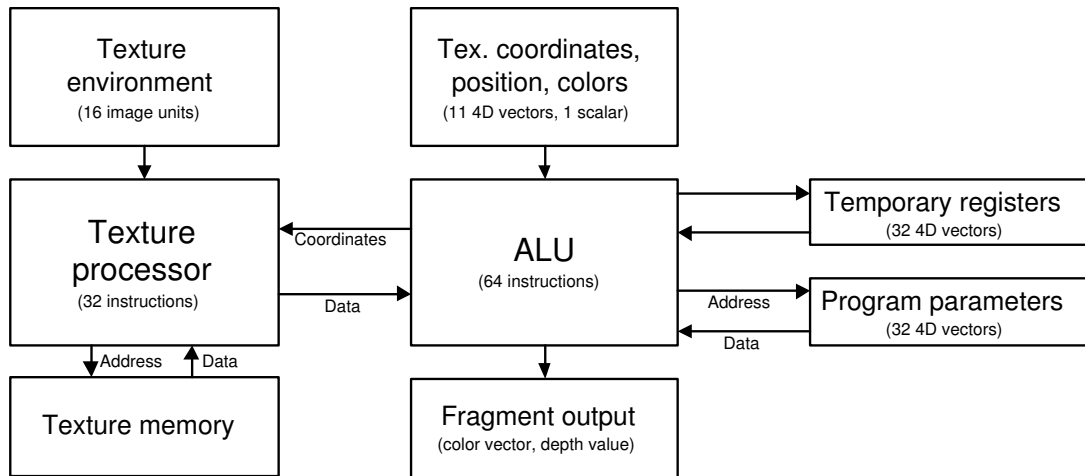 Texture
environment
(16 image units)
Tex. coordinates,
position, colors
(11 4D vectors, 1 scalar)
Texture
processor
(32 instructions)
Coordinates
Data
ALU
(64 instructions)
Temporary registers
(32 4D vectors)
Address
Data
Program parameters
(32 4D vectors)
Address
Data
Texture memory
Fragment output
(color vector, depth value)